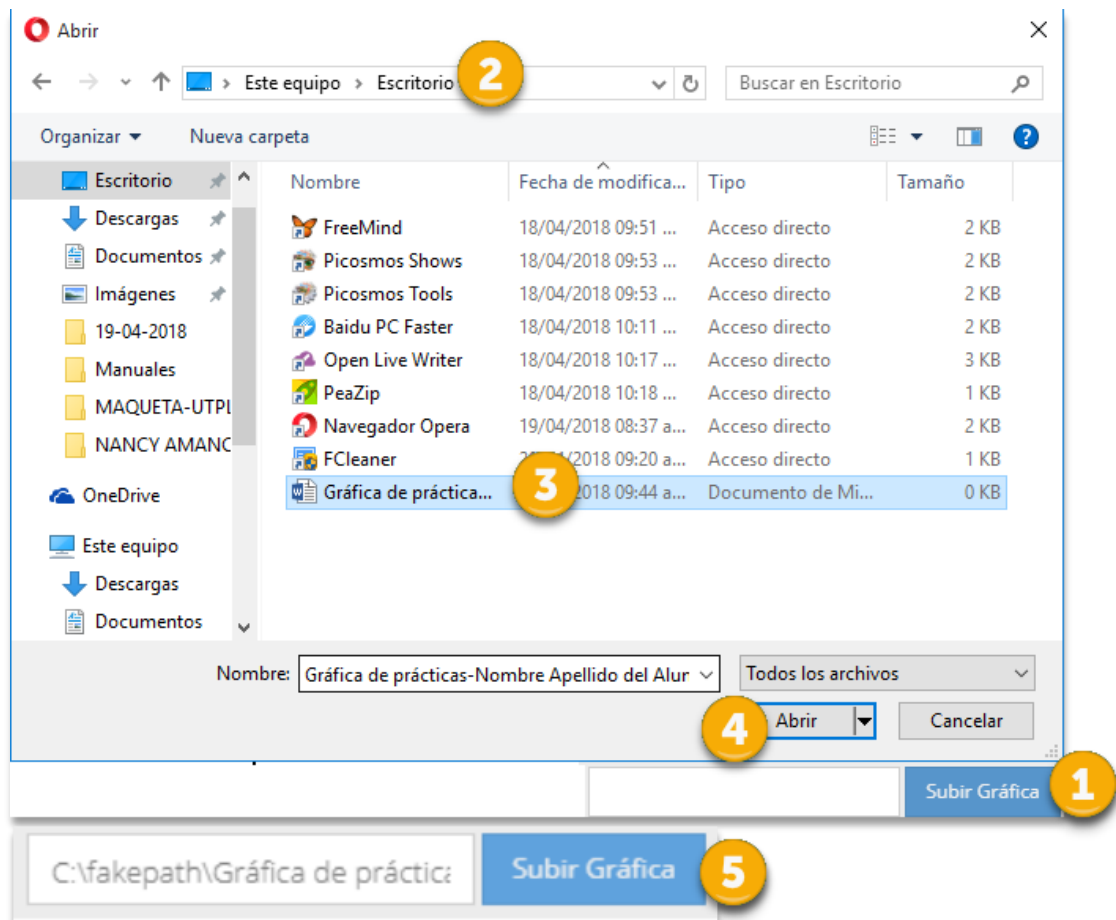 Abrir
Este equipo > Escritorio 2 Buscar en Escritorio
Organizar Nueva carpeta
Escritorio
Descargas
Documentos
Imágenes
19-04-2018
Manuales
MAQUETA-UTPL
NANCY AMANC
OneDrive
Este equipo
Descargas
Documentos
Nombre Fecha de modifica... Tipo Tamaño
FreeMind 18/04/2018 09:51 ... Acceso directo 2 KB
Picosmos Shows 18/04/2018 09:53 ... Acceso directo 2 KB
Picosmos Tools 18/04/2018 09:53 ... Acceso directo 2 KB
Baidu PC Faster 18/04/2018 10:11 ... Acceso directo 2 KB
Open Live Writer 18/04/2018 10:17 ... Acceso directo 3 KB
PeaZip 18/04/2018 10:18 ... Acceso directo 1 KB
Navegador Opera 19/04/2018 08:37 a... Acceso directo 2 KB
FCleaner 2018 09:20 a... Acceso directo 1 KB
Gráfica de práctica... 3 2018 09:44 a... Documento de Mi... 0 KB
Nombre: Gráfica de prácticas-Nombre Apellido del Alur Todos los archivos
4 Abrir Cancelar
Subir Gráfica 1
C:\fakepath\Gráfica de práctica Subir Gráfica 5